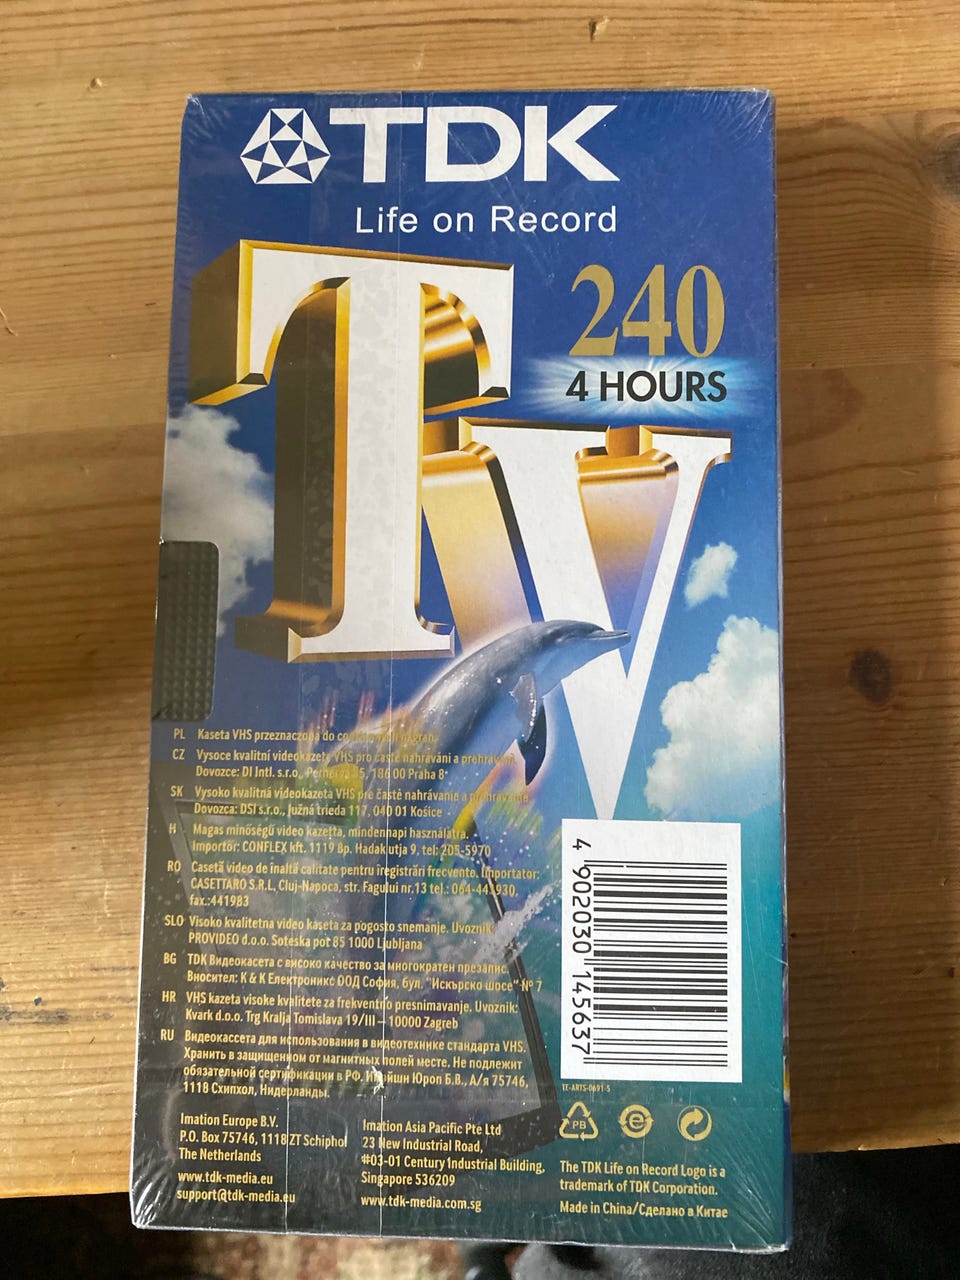 TDK
Life on Record
TV
240
4 HOURS
PL Kaseta VHS przeznaczona do codziennych nagrań.
CZ Vysoce kvalitní videokazeta VHS pro časté nahrávání a přehrávání.
Dovozce: DI Intl. s.r.o., 186 00 Praha 8
SK Vysoko kvalitná videokazeta VHS pre časté nahrávanie a prehrávanie
Dovozca: DSI s.r.o., Južná trieda 117, 040 01 Košice
H Magas minőségű video kazetta, mindennapi használatra.
Importőr: CONFLEX kft. 1119 Bp. Hadak utja 9. tel: 205-5970
RO Casetă video de înaltă calitate pentru îregistrări frecvente. Importator:
CASETTARO S.R.L, Cluj-Napoca, str. Fagului nr.13 tel.: 064-441930,
fax.:441983
SLO Visoko kvalitetna video kaseta za pogosto snemanje. Uvoznik:
PROVIDEO d.o.o. Soteska pot 85 1000 Ljubljana
BG TDK Видеокасета с високо качество за многократен презапис.
Вносител: К & К Електроникс ООД София, бул. "Искърско шосе" № 7
HR VHS kazeta visoke kvalitete za frekventno presnimavanje. Uvoznik:
Kvark d.o.o. Trg Kralja Tomislava 19/III – 10000 Zagreb
RU Видеокассета для использования в видеотехнике стандарта VHS.
Хранить в защищенном от магнитных полей месте. Не подлежит
обязательной сертификации в РФ. Имэйшн Юроп Б.В., А/я 75746,
1118 Схипхол, Нидерланды.
Imation Europe B.V.
P.O. Box 75746, 1118 ZT Schiphol
The Netherlands
www.tdk-media.eu
support@tdk-media.eu
Imation Asia Pacific Pte Ltd
23 New Industrial Road,
#03-01 Century Industrial Building,
Singapore 536209
www.tdk-media.com.sg
4 902030 145637
EE-ARTS-0691-5
PB
The TDK Life on Record Logo is a
trademark of TDK Corporation.
Made in China/Сделано в Китае